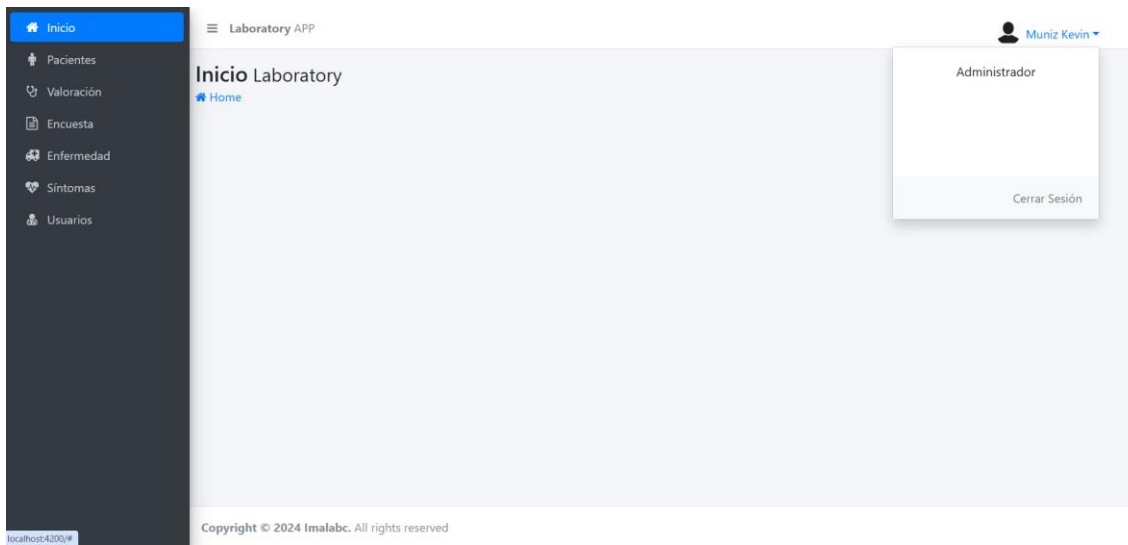 Inicio
Pacientes
Valoración
Encuesta
Enfermedad
Síntomas
Usuarios
Laboratory APP
Muniz Kevin
Administrador
Cerrar Sesión
Inicio Laboratory
Home
Copyright © 2024 Imalabc. All rights reserved
localhost:4200/#